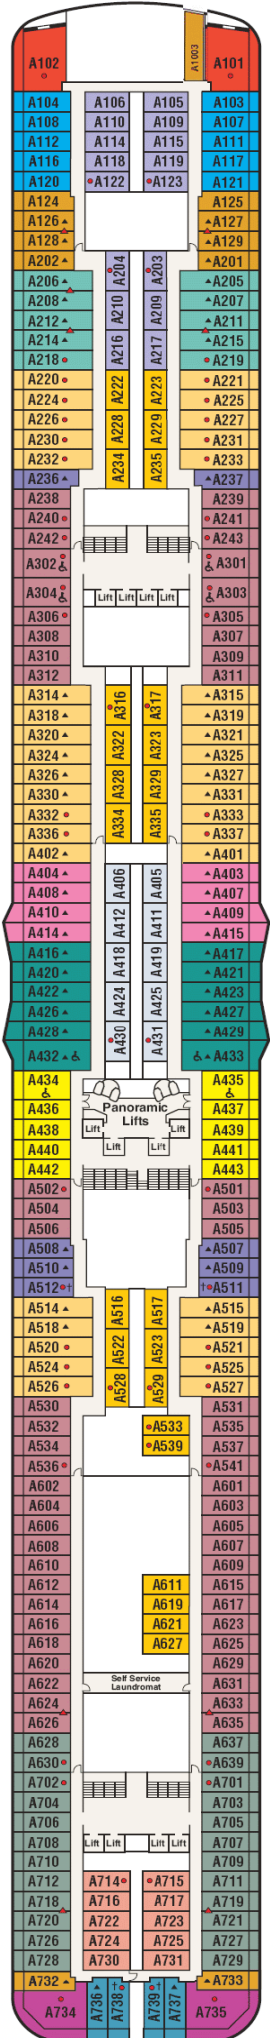 A1003
A102 A101
A104 A106 A105 A103
A108 A110 A109 A107
A112 A114 A115 A111
A116 A118 A119 A117
A120 A122 A123 A121
A124 A125
A126 A127
A128 A129
A202 A204 A203 A201
A206 A205
A208 A210 A209 A207
A212 A211
A214 A216 A217 A215
A218 A219
A220 A222 A223 A221
A224 A225
A226 A228 A229 A227
A230 A231
A232 A234 A235 A233
A236 A237
A238 A239
A240 A241
A242 A243
A302 A301
A304 Lift Lift Lift Lift A303
A306 A305
A308 A307
A310 A309
A312 A311
A314 A316 A317 A315
A318 A319
A320 A322 A323 A321
A324 A325
A326 A328 A329 A327
A330 A331
A332 A334 A335 A333
A336 A337
A402 A401
A404 A406 A405 A403
A408 A407
A410 A412 A411 A409
A414 A415
A416 A418 A419 A417
A420 A421
A422 A424 A425 A423
A426 A427
A428 A430 A431 A429
A432 A433
A434 A435
A436 Panoramic A437
Lifts
A438 Lift Lift A439
A440 Lift Lift A441
A442 A443
A502 A501
A504 A503
A506 A505
A508 A507
A510 A509
A512 A511
A514 A516 A517 A515
A518 A519
A520 A522 A523 A521
A524 A525
A526 A528 A529 A527
A530 A531
A532 A533 A535
A534 A539 A537
A536 A541
A602 A601
A604 A603
A606 A605
A608 A607
A610 A609
A612 A611 A615
A614 A619 A617
A616 A621 A623
A618 A627 A625
A620 A629
A622 Self Service A631
Laundromat
A624 A633
A626 A635
A628 A637
A630 A639
A702 A701
A704 A703
A706 A705
A708 Lift Lift Lift Lift A707
A710 A709
A712 A714 A715 A711
A718 A716 A717 A719
A720 A722 A723 A721
A726 A724 A725 A727
A728 A730 A731 A729
A732 A733
A734 A736 A738 A739 A737 A735